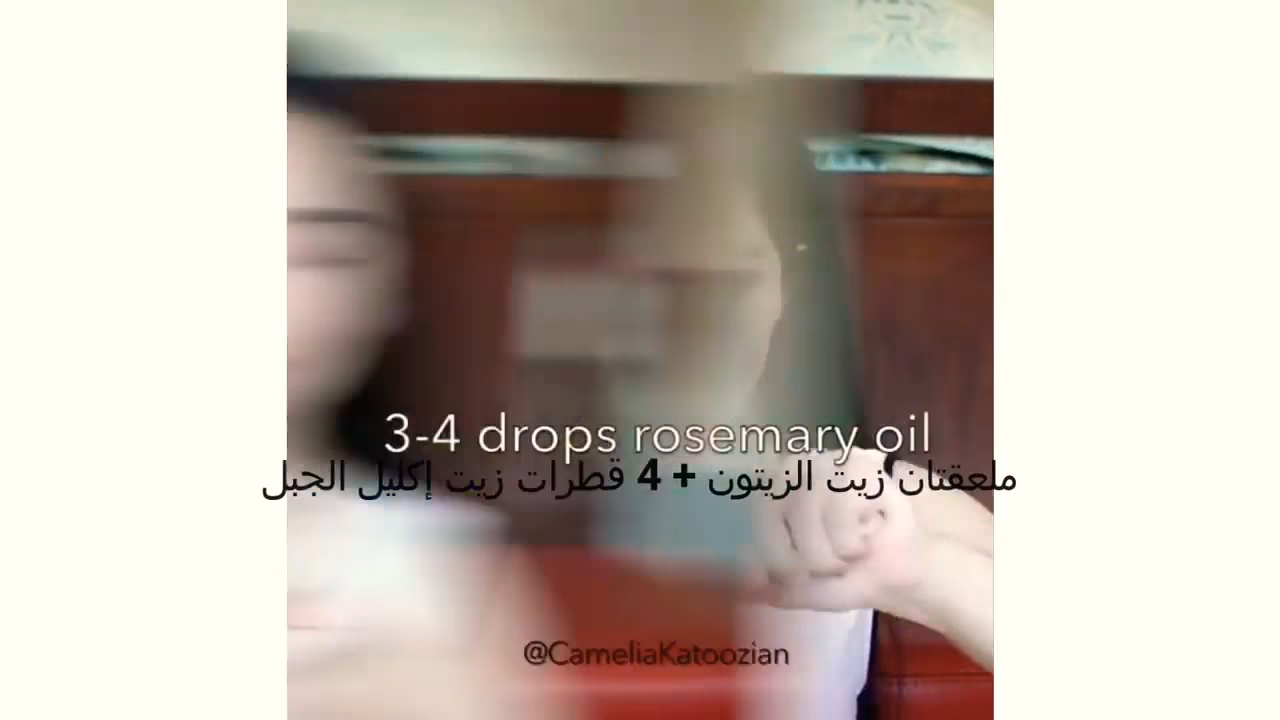 3-4 drops rosemary oil
ملعقتان زيت الزيتون + 4 قطرات زيت إكليل الجبل
@CameliaKatoozian